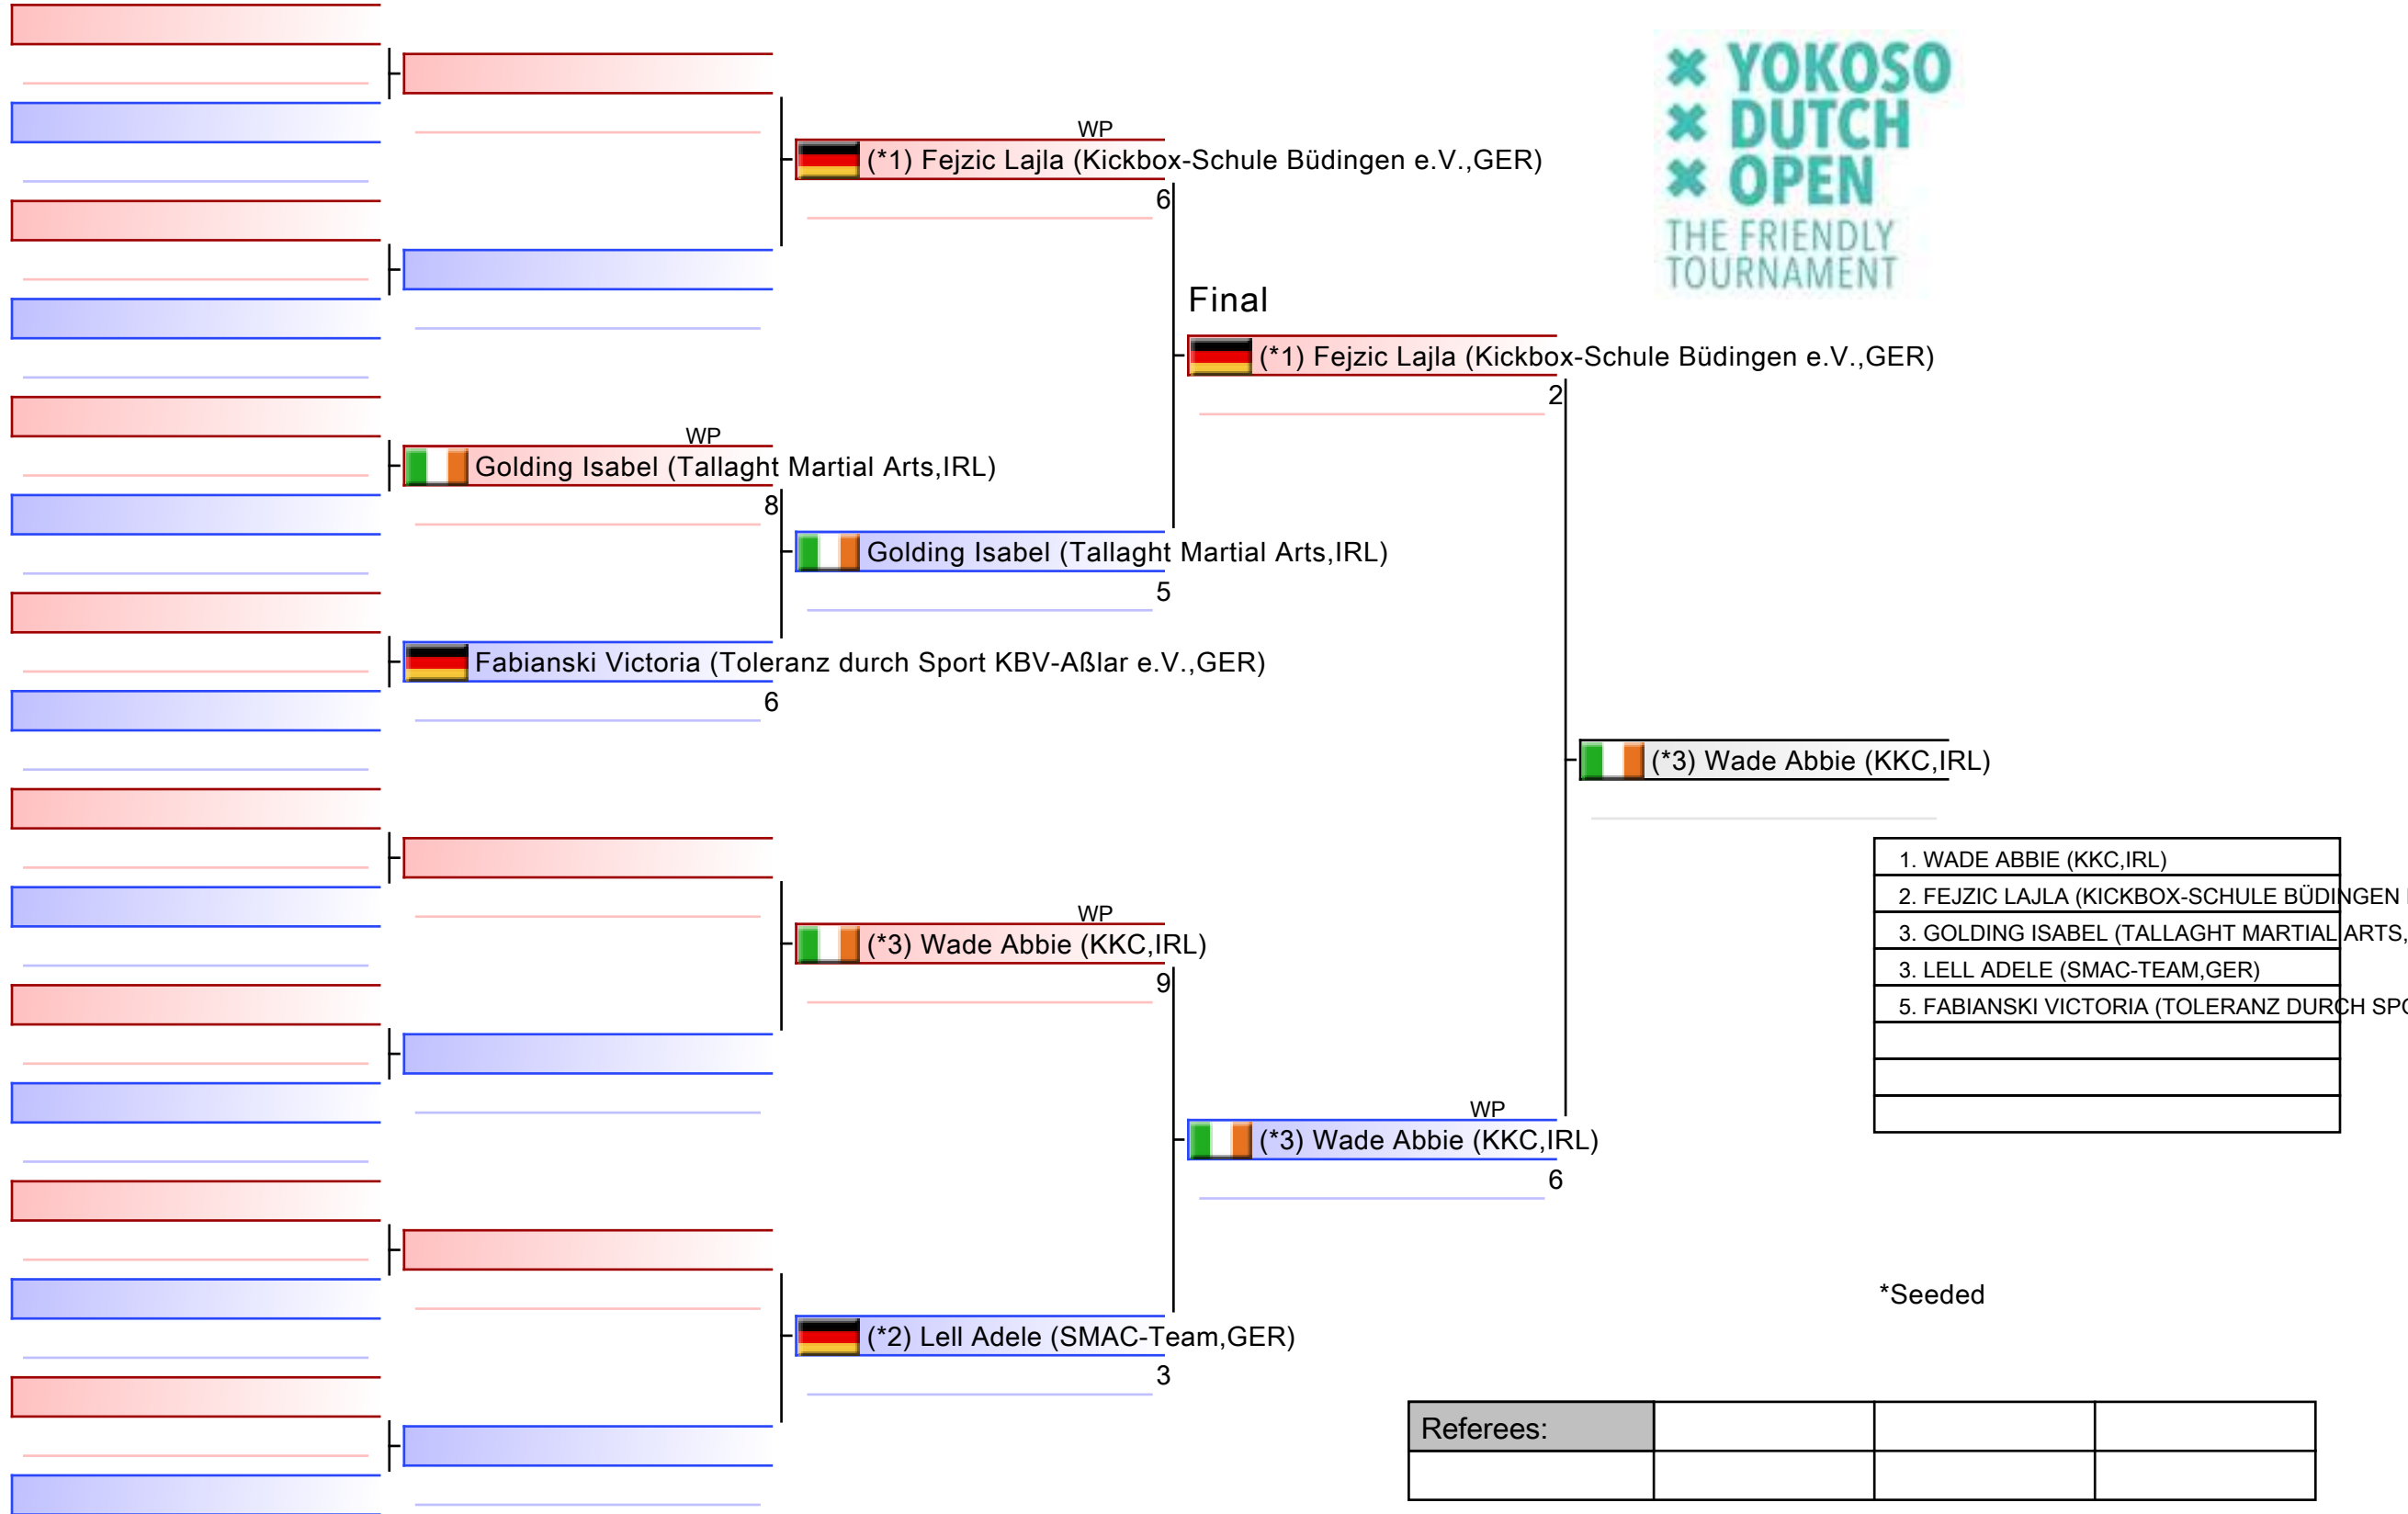 YOKOSO
DUTCH
OPEN
THE FRIENDLY
TOURNAMENT
WP
(*1) Fejzic Lajla (Kickbox-Schule Büdingen e.V.,GER)
6
Final
(*1) Fejzic Lajla (Kickbox-Schule Büdingen e.V.,GER)
2
WP
Golding Isabel (Tallaght Martial Arts,IRL)
8
Golding Isabel (Tallaght Martial Arts,IRL)
5
Fabianski Victoria (Toleranz durch Sport KBV-Aßlar e.V.,GER)
6
(*3) Wade Abbie (KKC,IRL)
WP
(*3) Wade Abbie (KKC,IRL)
9
1. WADE ABBIE (KKC,IRL)
2. FEJZIC LAJLA (KICKBOX-SCHULE BÜDINGEN
3. GOLDING ISABEL (TALLAGHT MARTIAL ARTS,
3. LELL ADELE (SMAC-TEAM,GER)
5. FABIANSKI VICTORIA (TOLERANZ DURCH SPO
WP
(*3) Wade Abbie (KKC,IRL)
6
*Seeded
(*2) Lell Adele (SMAC-Team,GER)
3
Referees: